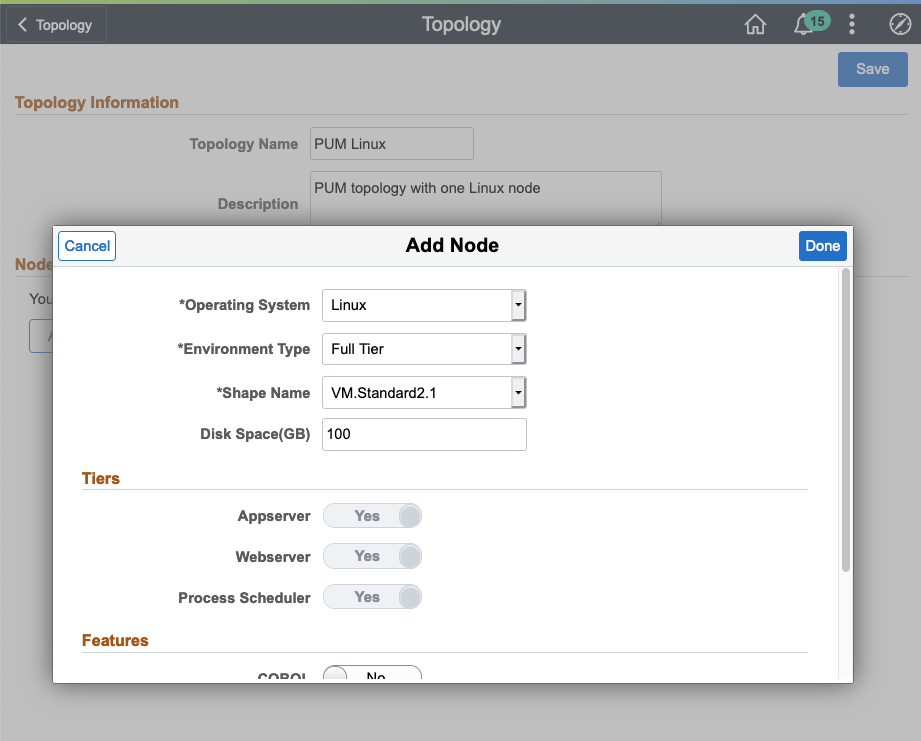 Topology
Topology
15
Save
Topology Information
Topology Name PUM Linux
Description PUM topology with one Linux node
Node
You
Cancel
Add Node
Done
*Operating System Linux
*Environment Type Full Tier
*Shape Name VM.Standard2.1
Disk Space(GB) 100
Tiers
Appserver Yes
Webserver Yes
Process Scheduler Yes
Features
COBOL No